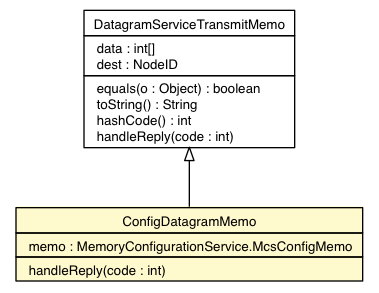 DatagramServiceTransmitMemo
data : int[]
dest : NodeID
equals(o : Object) : boolean
toString() : String
hashCode() : int
handleReply(code : int)
ConfigDatagramMemo
memo : MemoryConfigurationService.McsConfigMemo
handleReply(code : int)